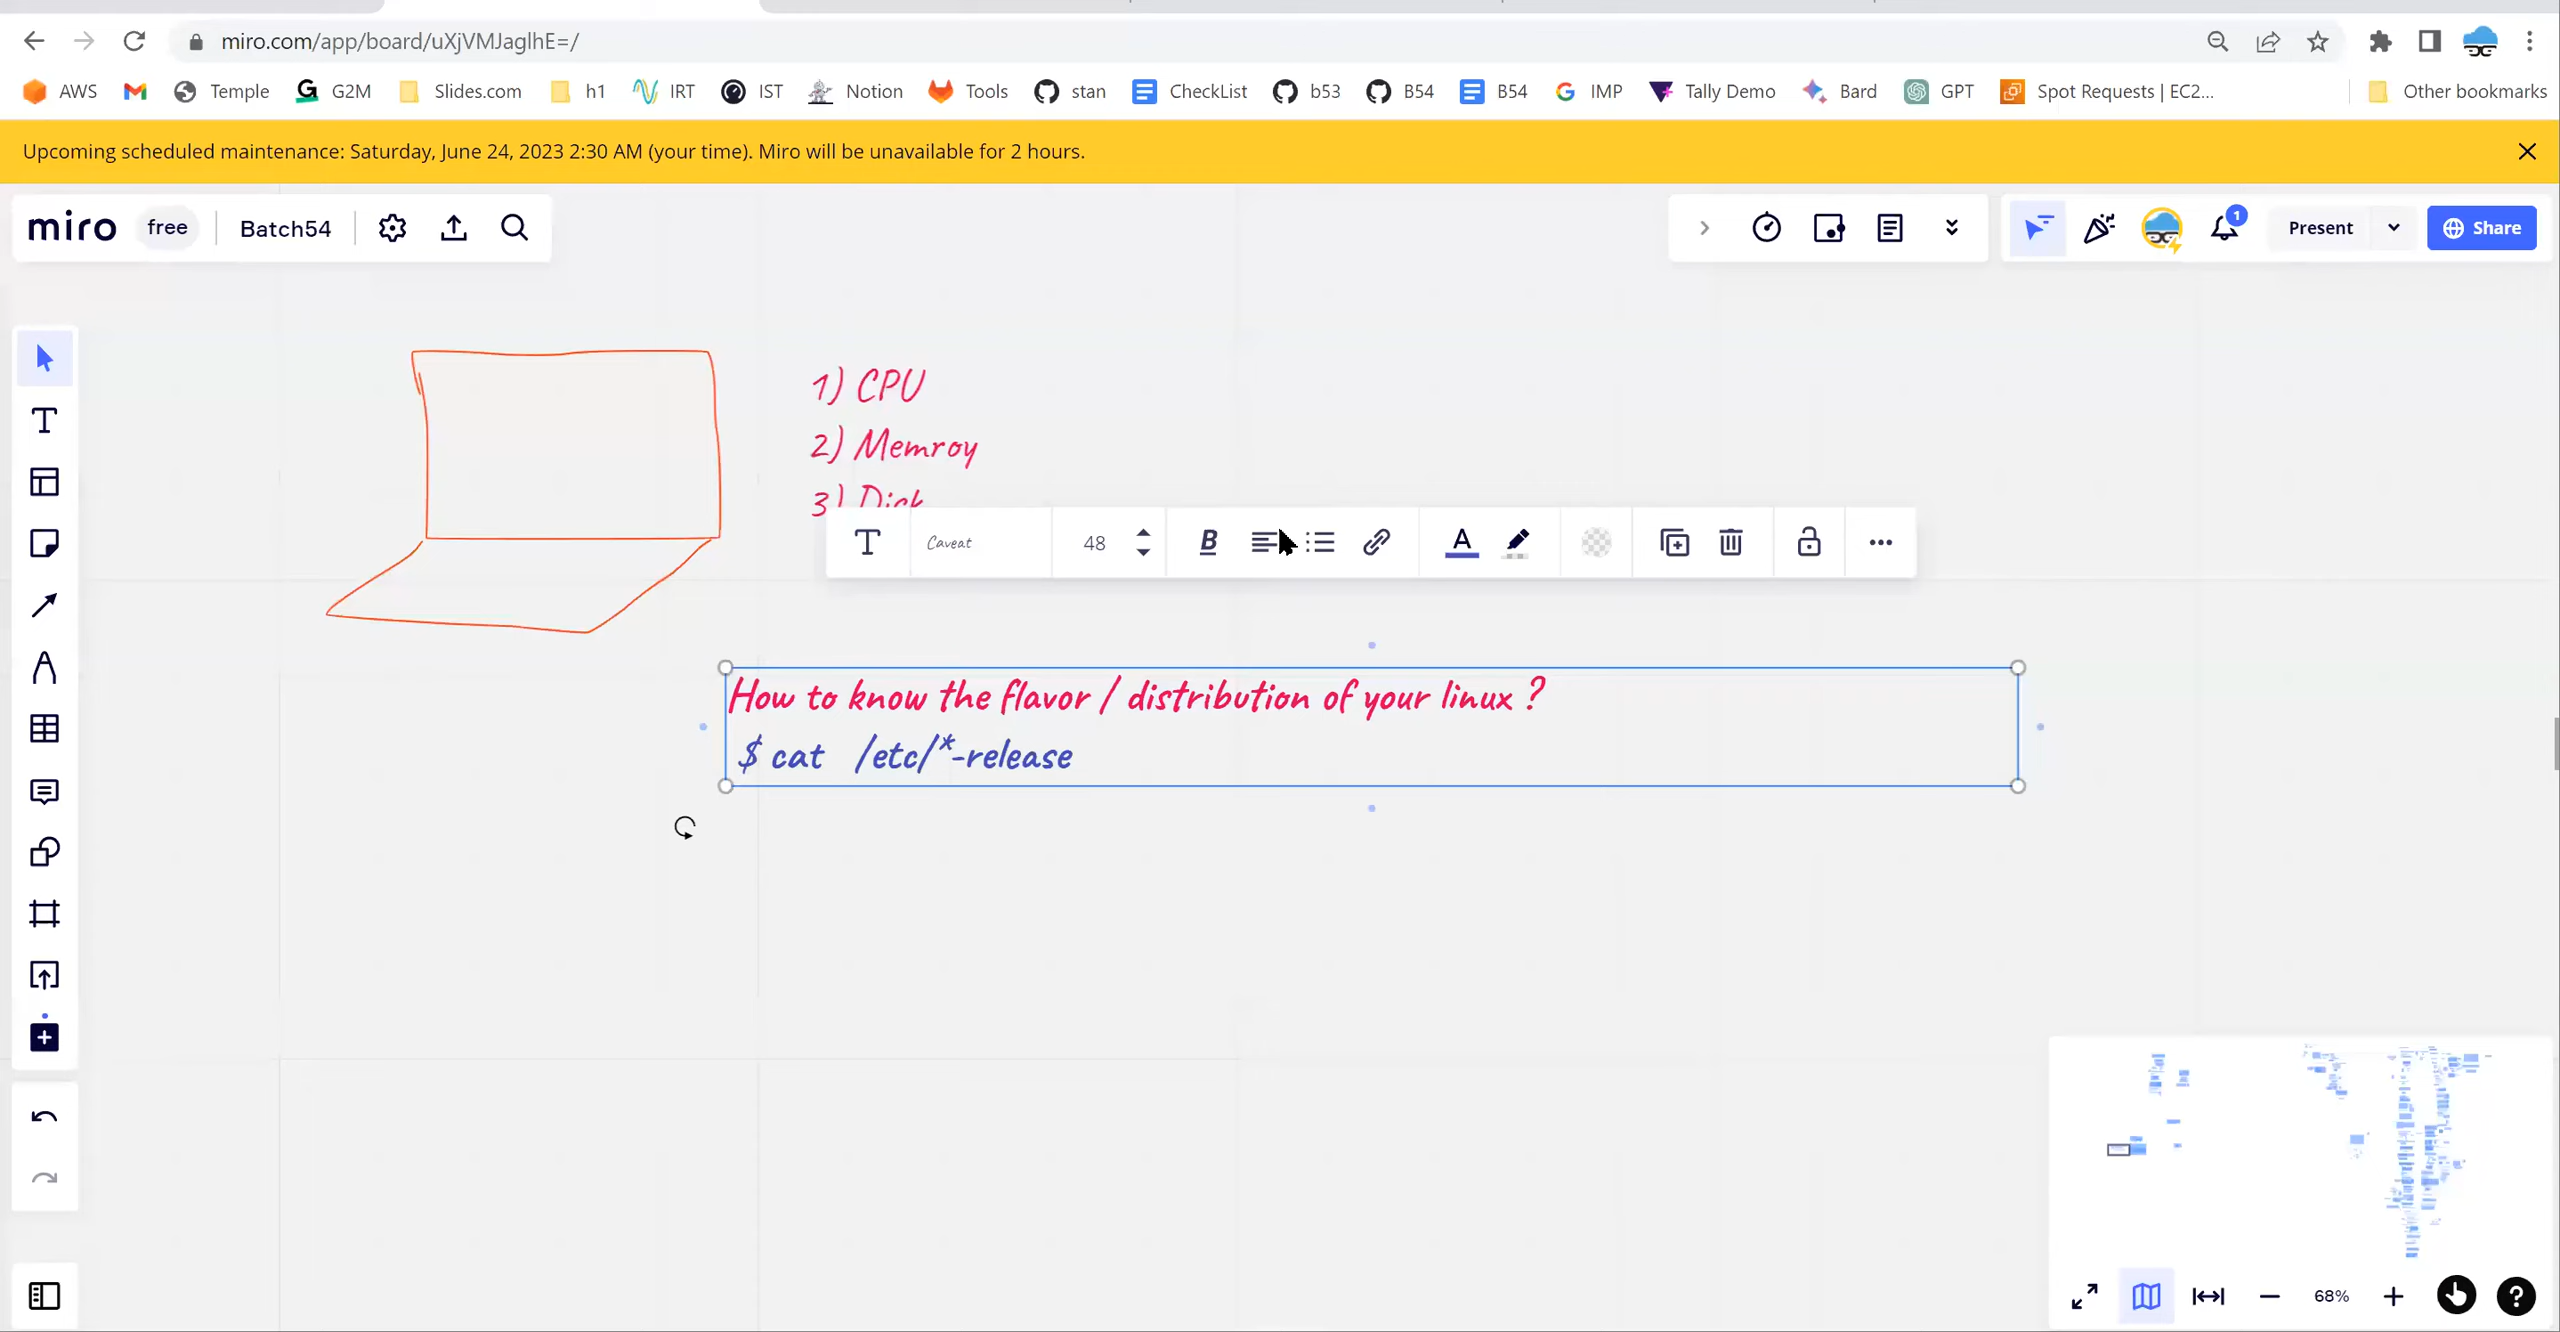 miro.com/app/board/uXjVMJaglhE=/
AWS Temple G2M Slides.com h1 IRT IST Notion Tools stan CheckList b53 B54 B54 IMP Tally Demo Bard GPT Spot Requests | EC2... Other bookmarks
Upcoming scheduled maintenance: Saturday, June 24, 2023 2:30 AM (your time). Miro will be unavailable for 2 hours.
miro free Batch54 1 Present Share
1) CPU
2) Memroy
3) Disk
Caveat 48 B A
How to know the flavor / distribution of your linux ?
$ cat /etc/*-release
68%